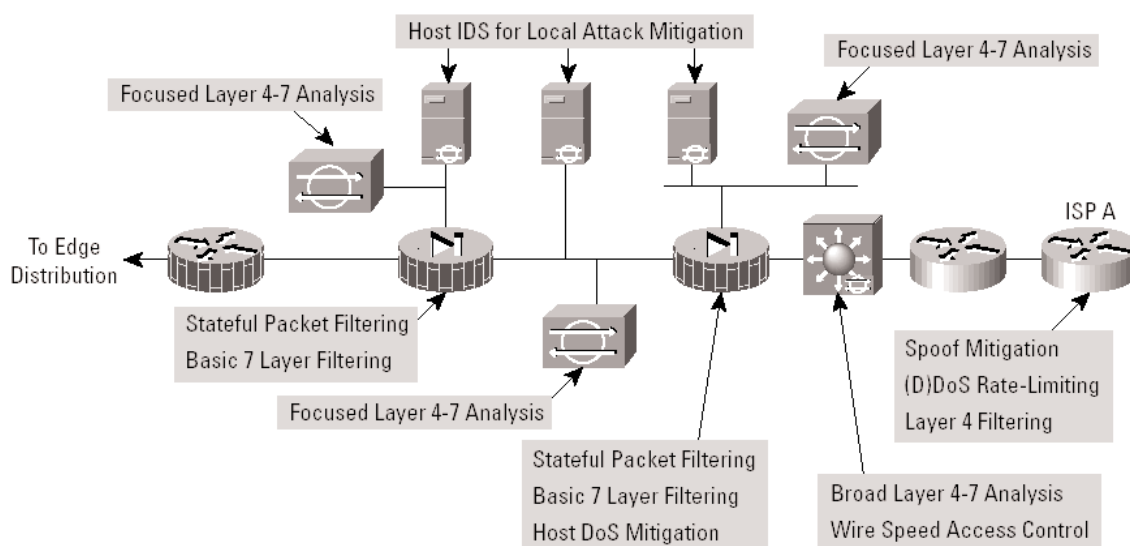 Host IDS for Local Attack Mitigation
Focused Layer 4-7 Analysis
Focused Layer 4-7 Analysis
ISP A
To Edge
Distribution
Stateful Packet Filtering
Basic 7 Layer Filtering
Focused Layer 4-7 Analysis
Stateful Packet Filtering
Basic 7 Layer Filtering
Host DoS Mitigation
Spoof Mitigation
(D)DoS Rate-Limiting
Layer 4 Filtering
Broad Layer 4-7 Analysis
Wire Speed Access Control